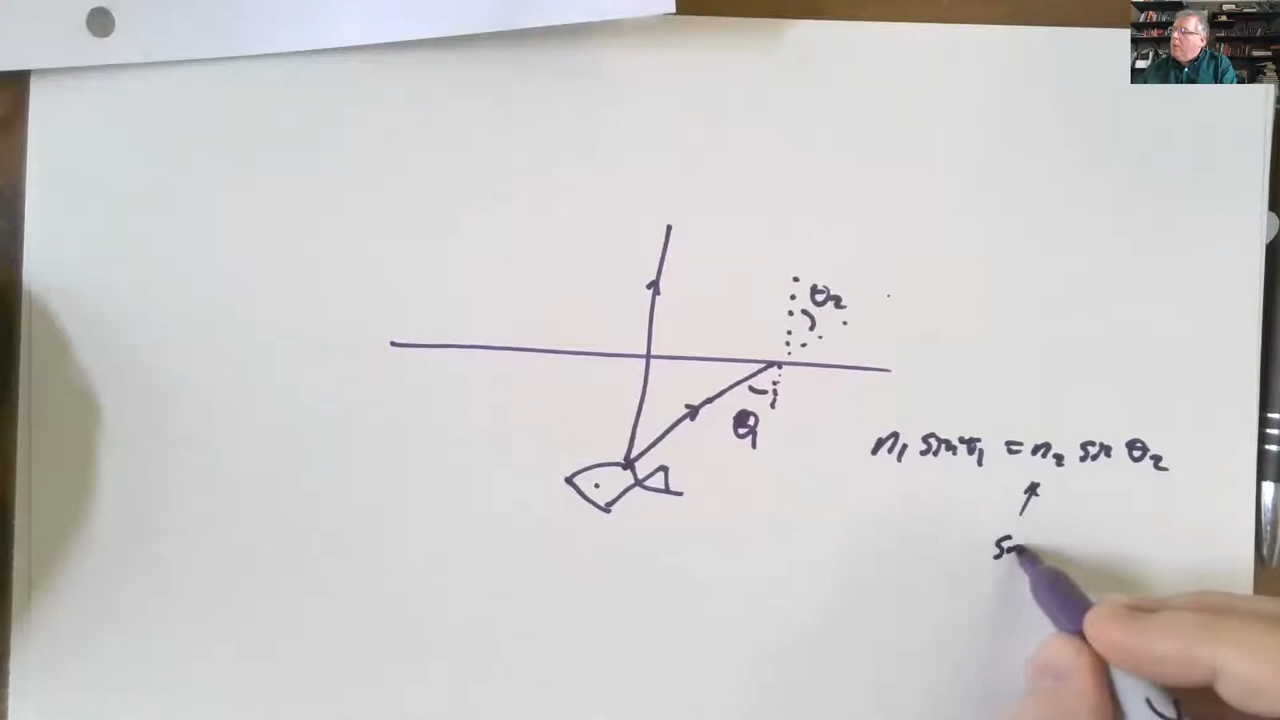 θ₂
θ₁
n₁ sin θ₁ = n₂ sin θ₂